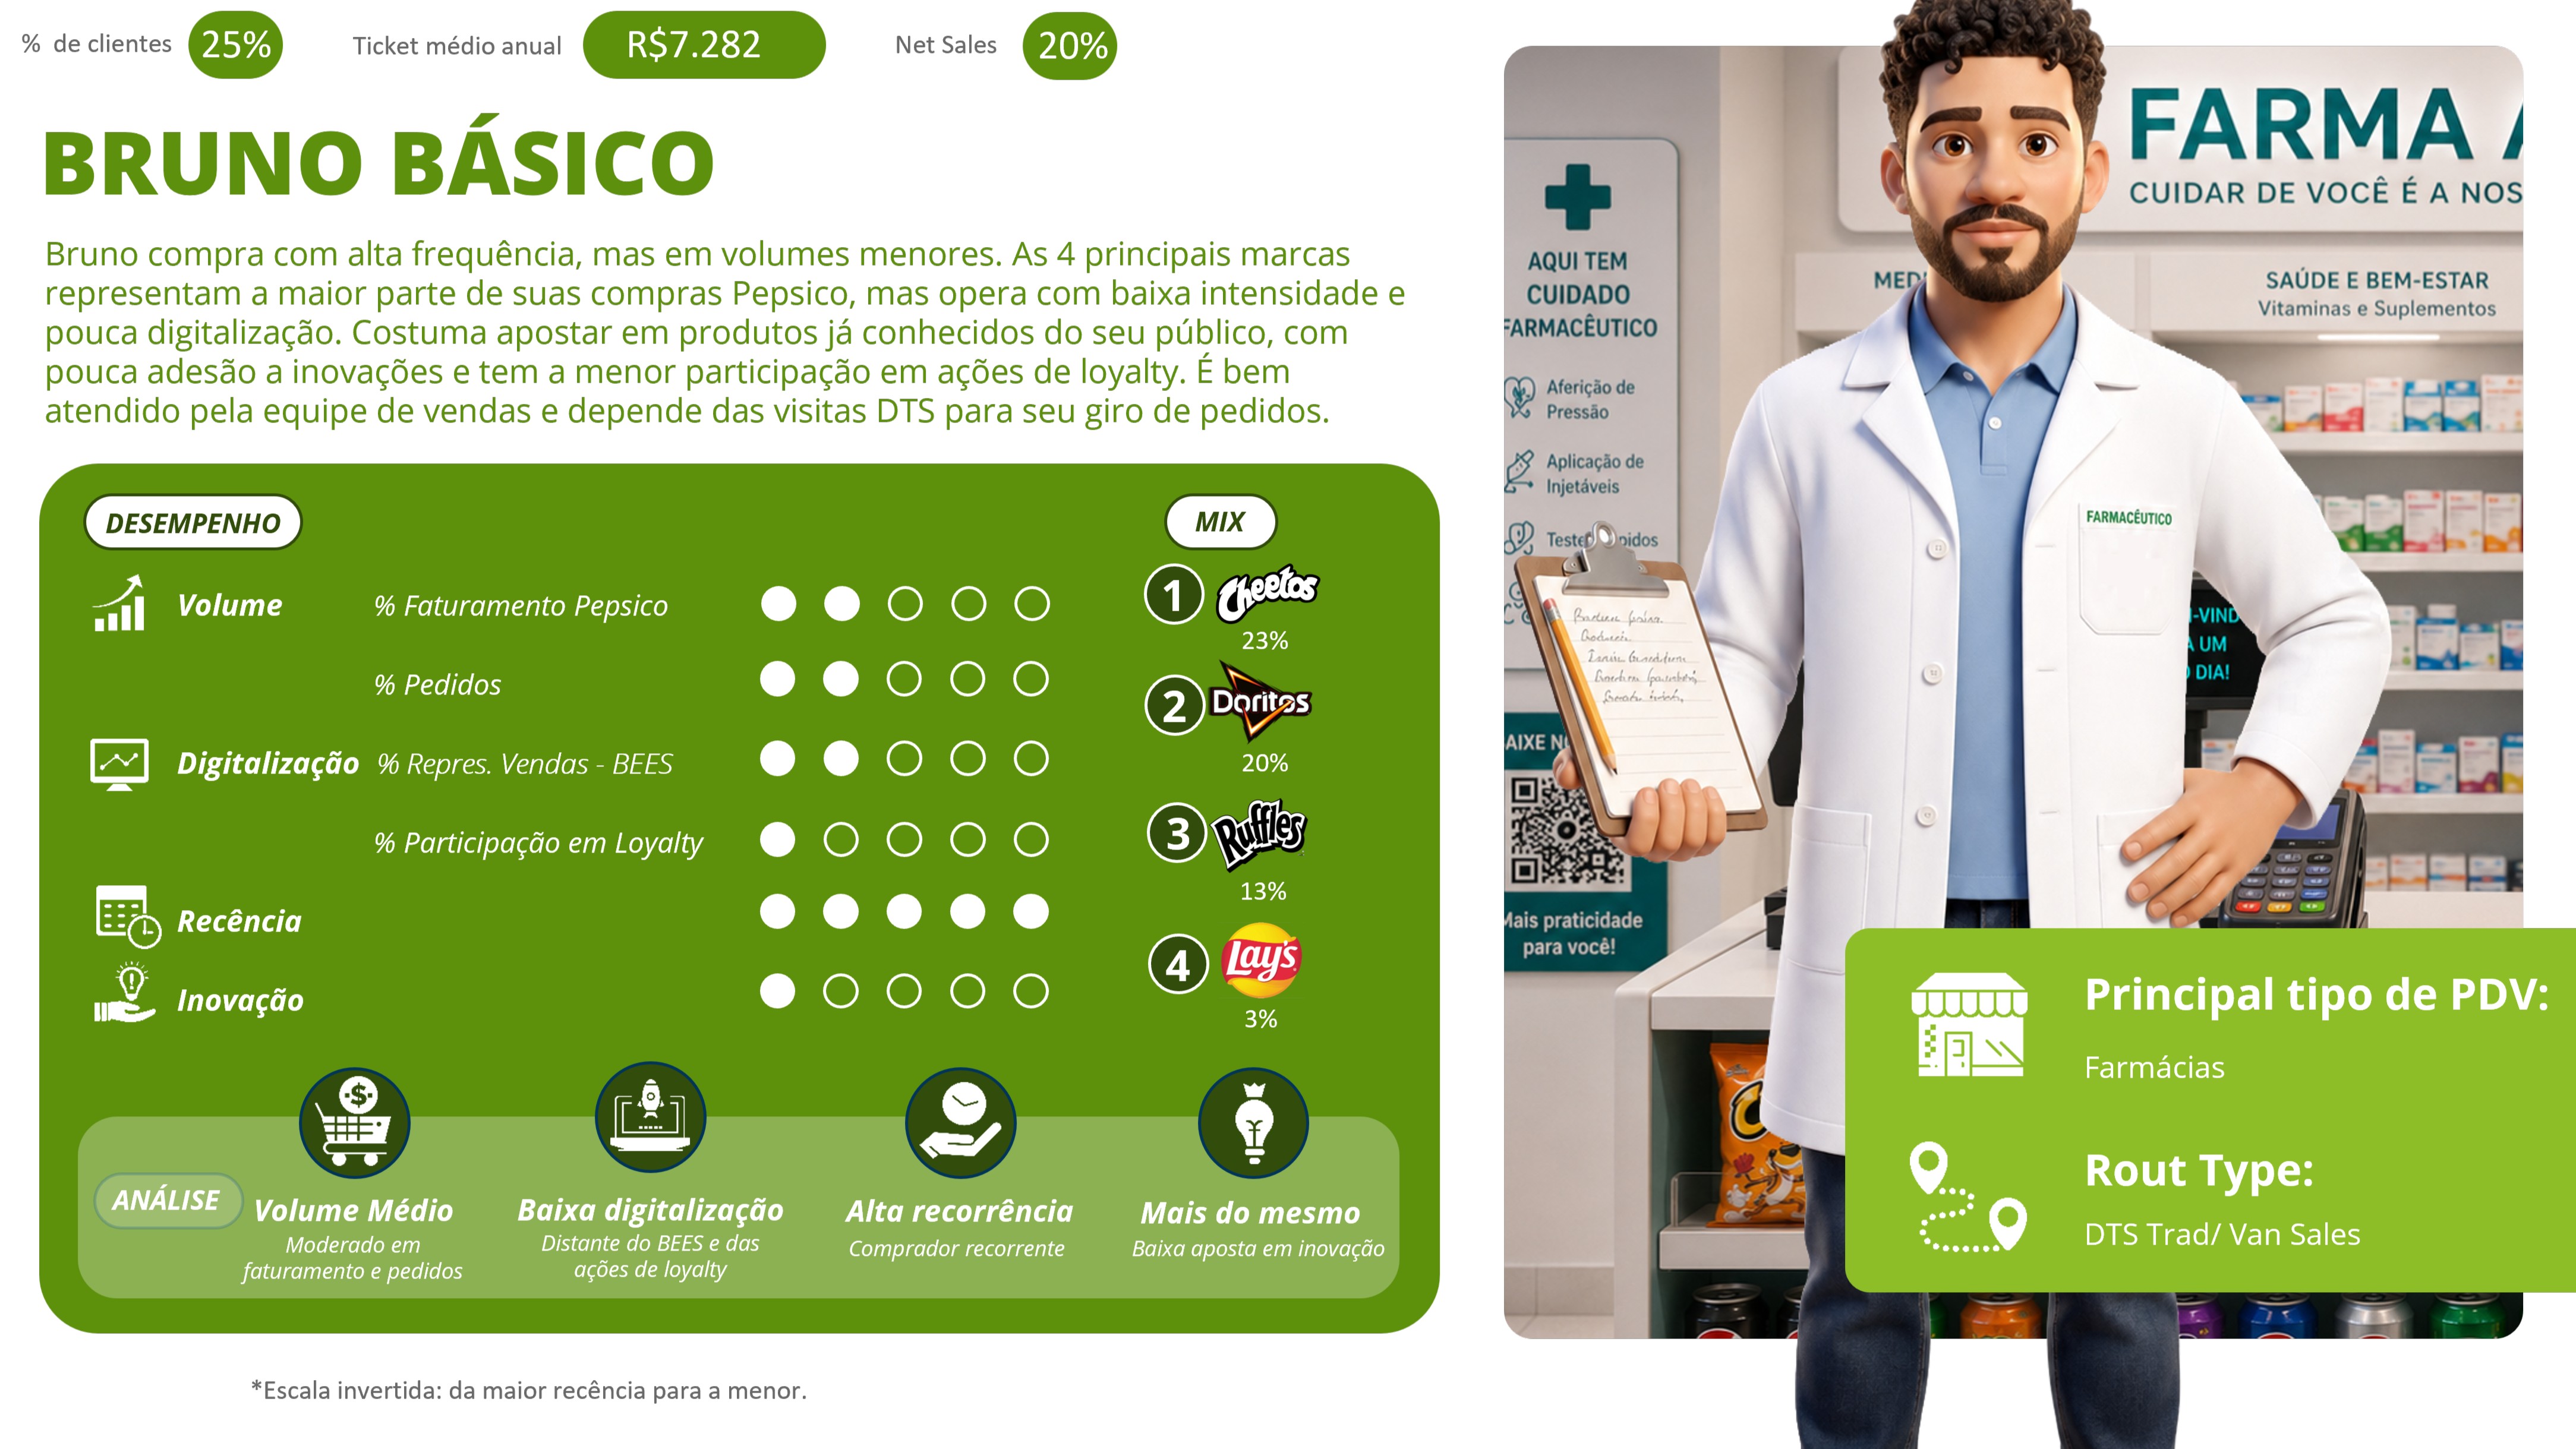 % de clientes 25% Ticket médio anual R$7.282 Net Sales 20%
BRUNO BÁSICO
Bruno compra com alta frequência, mas em volumes menores. As 4 principais marcas
representam a maior parte de suas compras Pepsico, mas opera com baixa intensidade e
pouca digitalização. Costuma apostar em produtos já conhecidos do seu público, com
pouca adesão a inovações e tem a menor participação em ações de loyalty. É bem
atendido pela equipe de vendas e depende das visitas DTS para seu giro de pedidos.
DESEMPENHO
Volume % Faturamento Pepsico
% Pedidos
Digitalização % Repres. Vendas - BEES
% Participação em Loyalty
Recência
Inovação
MIX
1 Cheetos
23%
2 Doritos
20%
3 Ruffles
13%
4 Lay's
3%
ANÁLISE
Volume Médio
Moderado em
faturamento e pedidos
Baixa digitalização
Distante do BEES e das
ações de loyalty
Alta recorrência
Comprador recorrente
Mais do mesmo
Baixa aposta em inovação
*Escala invertida: da maior recência para a menor.
FARMA
CUIDAR DE VOCÊ É A NOS
AQUI TEM
CUIDADO
FARMACÊUTICO
Aferição de
Pressão
Aplicação de
Injetáveis
MED
SAÚDE E BEM-ESTAR
Vitaminas e Suplementos
FARMACÊUTICO
-VIND
A UM
DIA!
AIXE N
Mais praticidade
para você!
Principal tipo de PDV:
Farmácias
Rout Type:
DTS Trad/ Van Sales